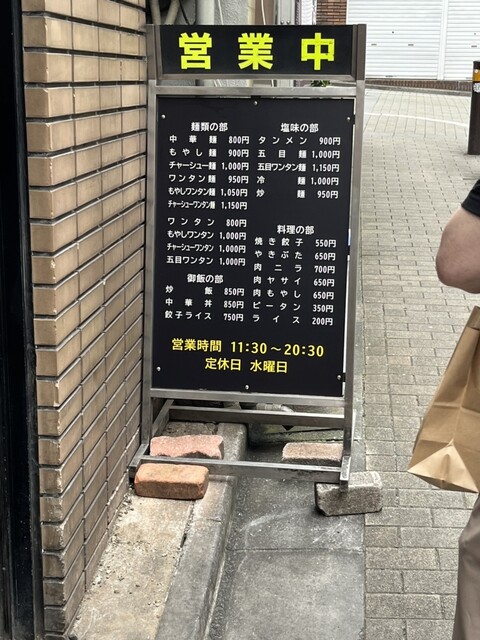 営業中
麺類の部
中華麺 800円
もやし麺 900円
チャーシュー麺 1,000円
ワンタン麺 950円
もやしワンタン麺 1,050円
チャーシューワンタン麺 1,150円
ワンタン 800円
もやしワンタン 1,000円
チャーシューワンタン 1,000円
五目ワンタン 1,000円
御飯の部
炒飯 850円
中華丼 850円
餃子ライス 750円
塩味の部
タンメン 900円
五目麺 1,000円
五目ワンタン麺 1,150円
冷麺 1,000円
炒麺 950円
料理の部
焼き餃子 550円
やきぶた 650円
肉ニラ 700円
肉ヤサイ 650円
肉もやし 650円
ピータン 350円
ライス 200円
営業時間 11:30～20:30
定休日 水曜日